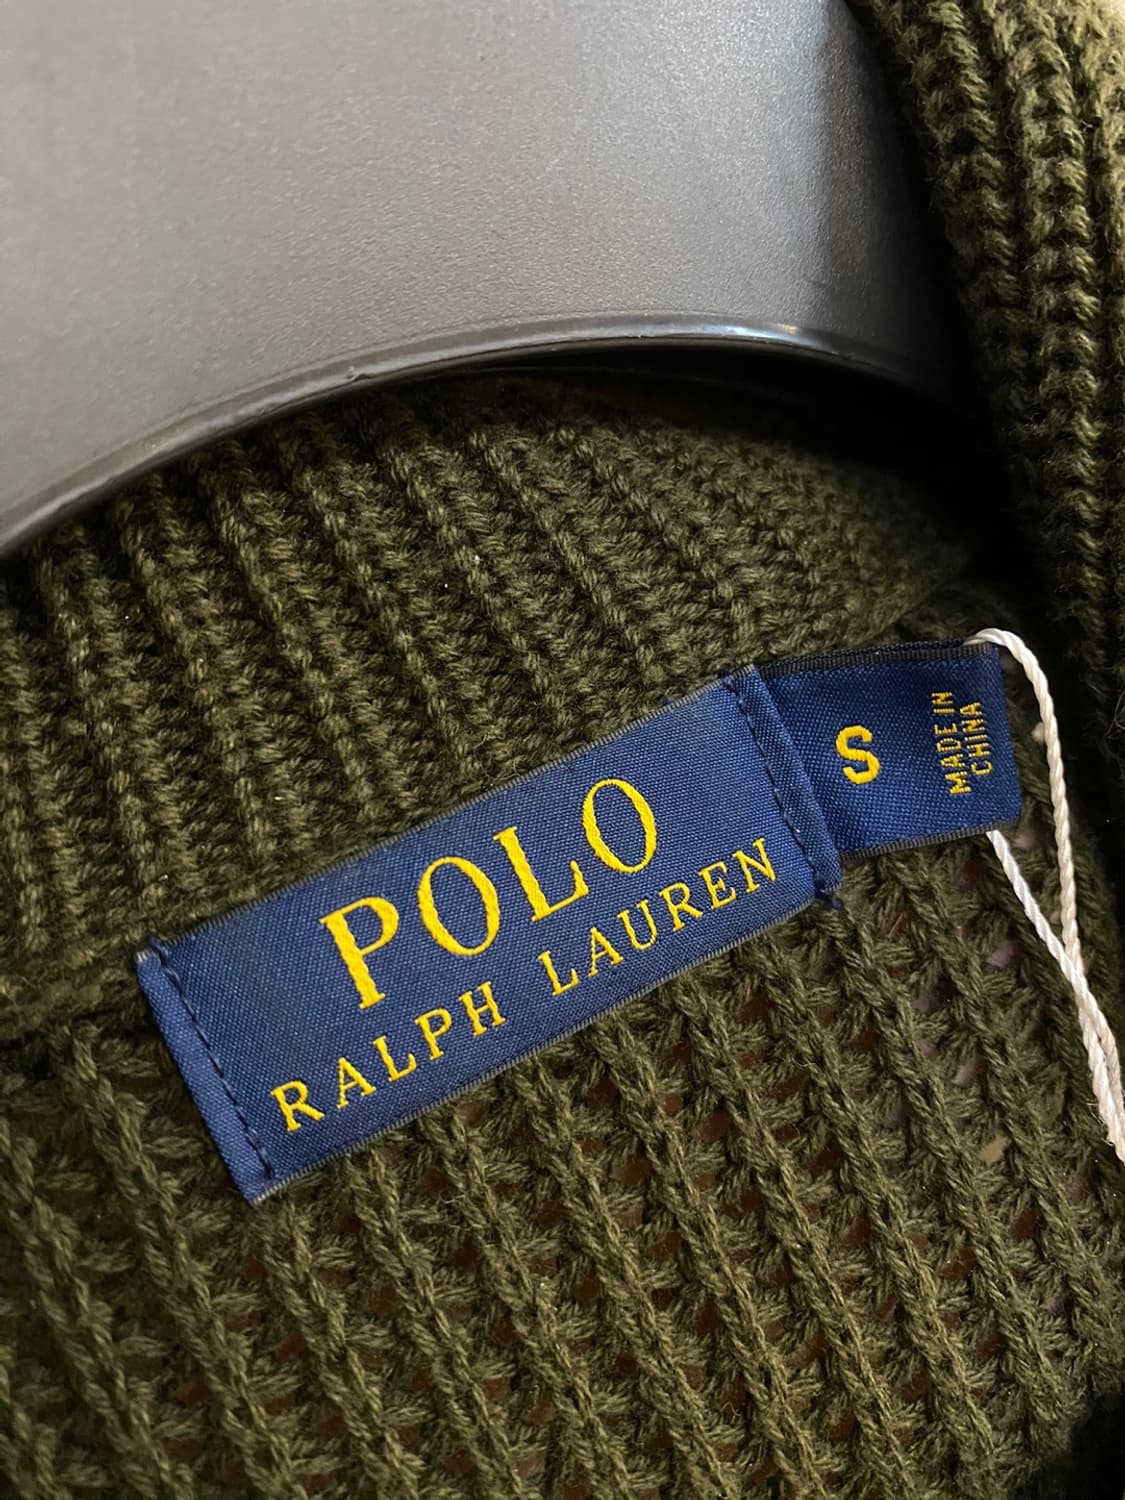 POLO
RALPH LAUREN
S
MADE IN
CHINA